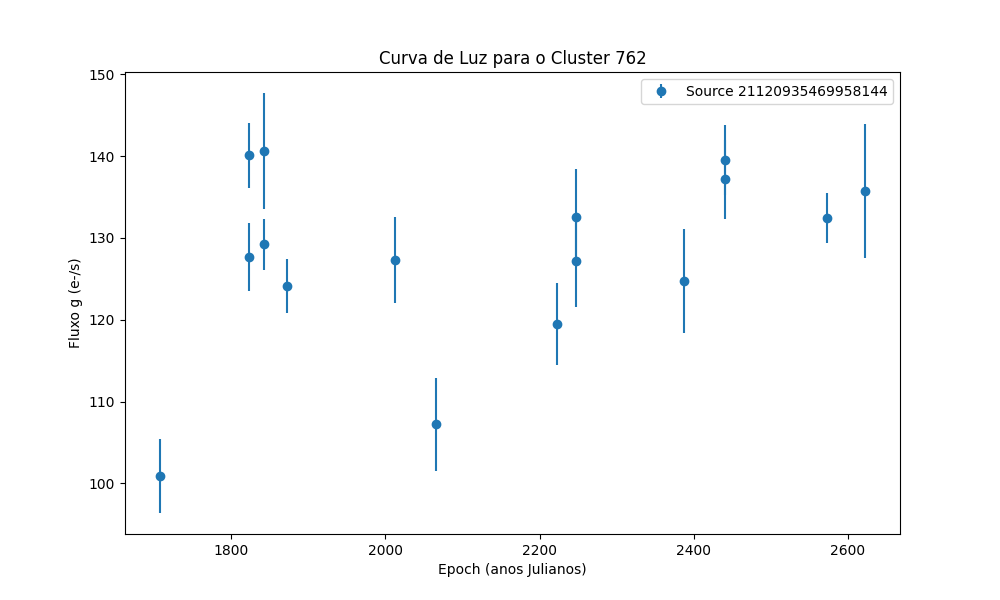 Curva de Luz para o Cluster 762
Source 21120935469958144
150
140
130
120
110
100
Fluxo g (e-/s)
1800 2000 2200 2400 2600
Epoch (anos Julianos)